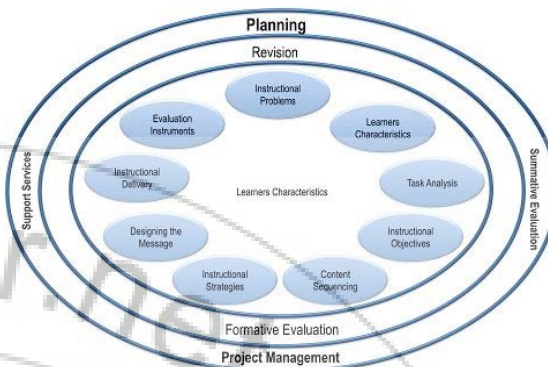 Planning
Revision
Instructional
Problems
Evaluation
Instruments
Learners
Characteristics
Instructional
Delivery
Learners Characteristics
Task Analysis
Support Services
Summative Evaluation
Designing the
Message
Instructional
Objectives
Instructional
Strategies
Content
Sequencing
Formative Evaluation
Project Management